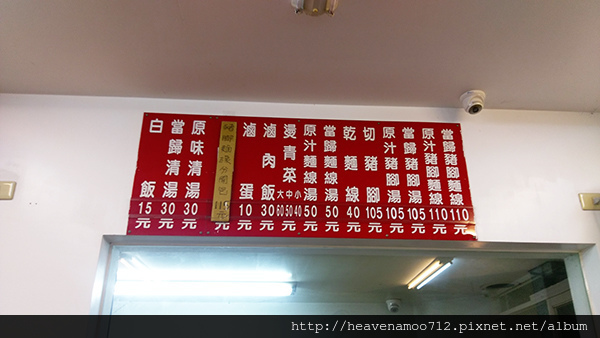 當歸豬腳麵線110元
原汁豬腳麵線110元
當歸豬腳湯105元
原汁豬腳湯105元
切豬腳105元
乾麵線40元
當歸麵線湯50元
原汁麵線湯50元
燙青菜大60中50小40元
滷肉飯30元
滷蛋10元
原味清湯30元
當歸清湯30元
白飯15元
http://heavenamoo712.pixnet.net/album